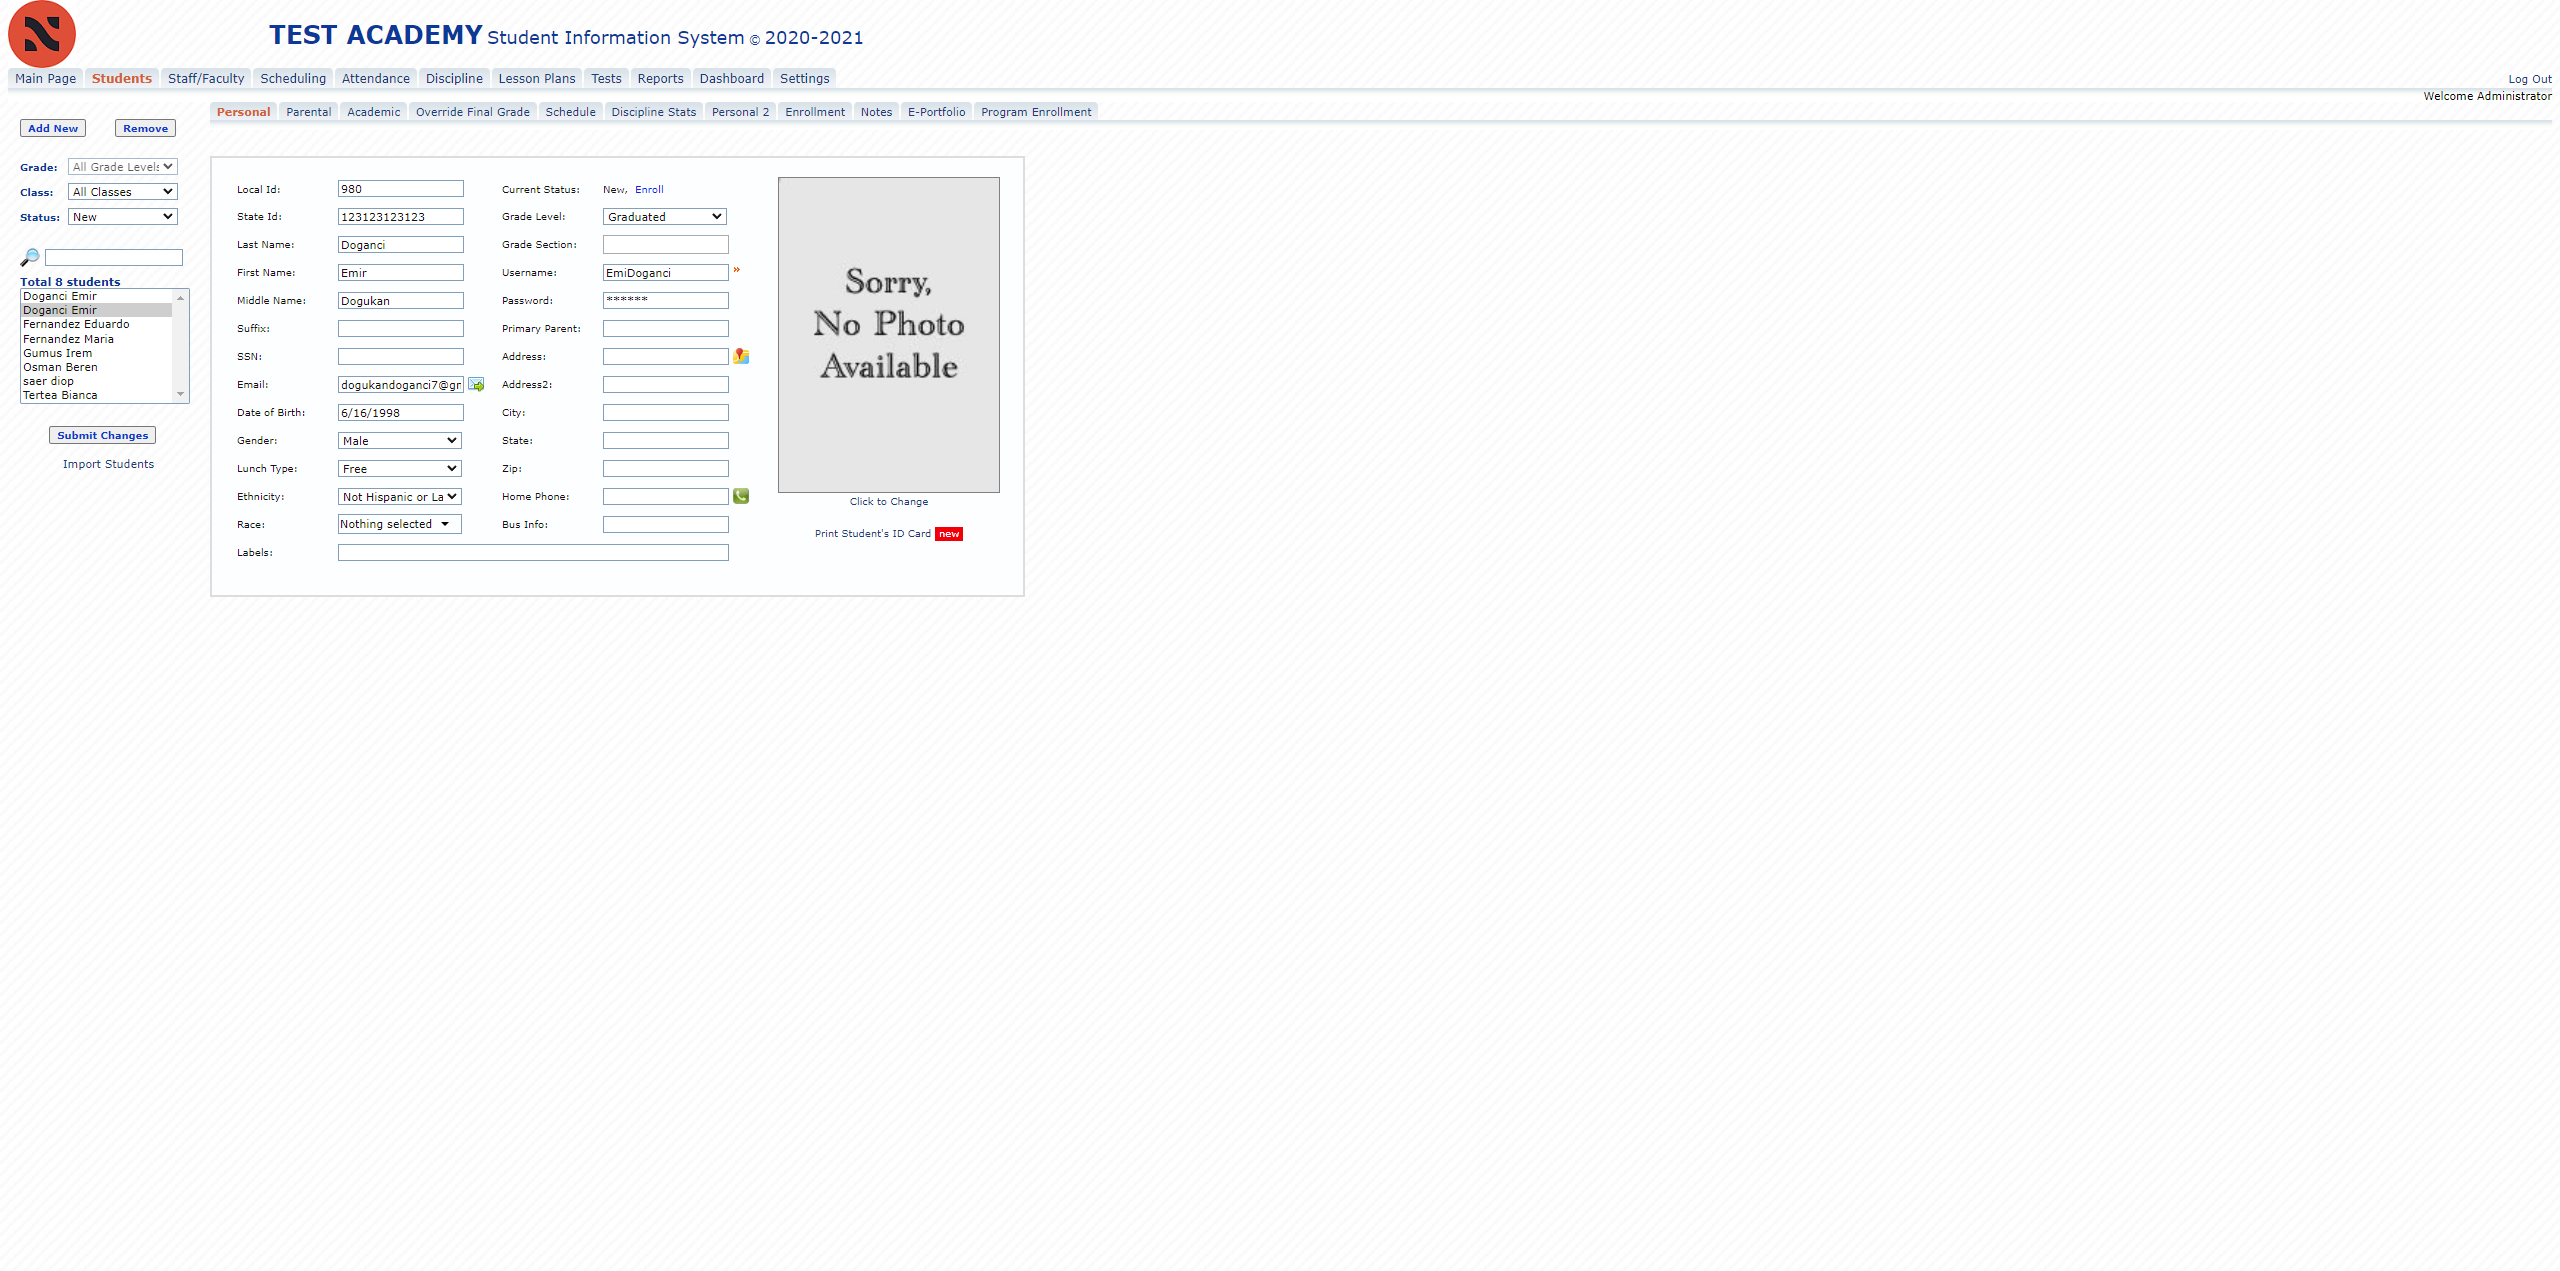 TEST ACADEMY Student Information System © 2020-2021
Main Page Students Staff/Faculty Scheduling Attendance Discipline Lesson Plans Tests Reports Dashboard Settings Log Out
Welcome Administrator
Personal Parental Academic Override Final Grade Schedule Discipline Stats Personal 2 Enrollment Notes E-Portfolio Program Enrollment
Add New Remove
Grade: All Grade Levels
Class: All Classes
Status: New
Total 8 students
Doganci Emir
Doganci Emir
Fernandez Eduardo
Fernandez Maria
Gumus Irem
Osman Beren
saer diop
Tertea Bianca
Submit Changes
Import Students
Local Id: 980 Current Status: New, Enroll
State Id: 123123123123 Grade Level: Graduated
Last Name: Doganci Grade Section:
First Name: Emir Username: EmiDoganci »
Middle Name: Dogukan Password: ******
Suffix: Primary Parent:
SSN: Address:
Email: dogukandoganci7@gm Address2:
Date of Birth: 6/16/1998 City:
Gender: Male State:
Lunch Type: Free Zip:
Ethnicity: Not Hispanic or La Home Phone:
Race: Nothing selected Bus Info:
Labels:
Sorry,
No Photo
Available
Click to Change
Print Student's ID Card new